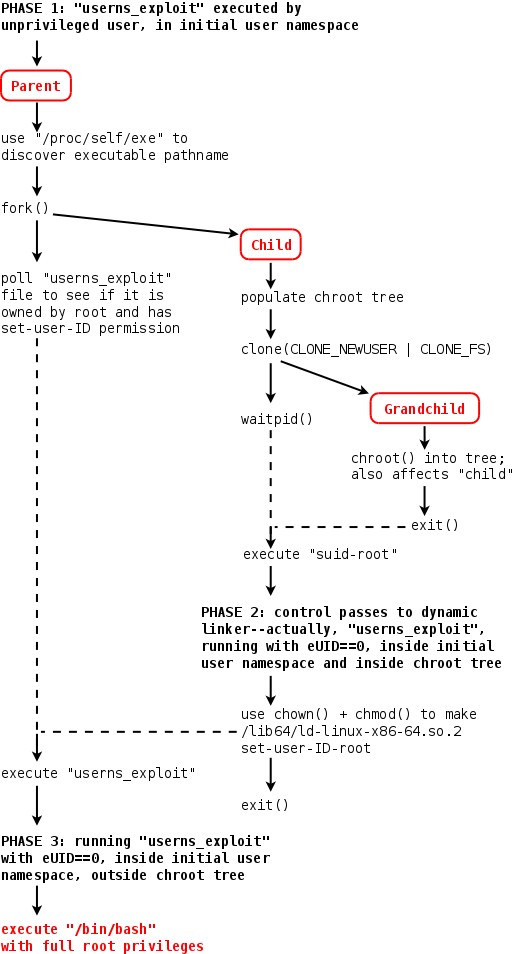 PHASE 1: "userns_exploit" executed by
unprivileged user, in initial user namespace
Parent
use "/proc/self/exe" to
discover executable pathname
fork()
Child
poll "userns_exploit"
file to see if it is
owned by root and has
set-user-ID permission
populate chroot tree
clone(CLONE_NEWUSER | CLONE_FS)
waitpid()
Grandchild
chroot() into tree;
also affects "child"
exit()
execute "suid-root"
PHASE 2: control passes to dynamic
linker--actually, "userns_exploit",
running with eUID==0, inside initial
user namespace and inside chroot tree
use chown() + chmod() to make
/lib64/ld-linux-x86-64.so.2
set-user-ID-root
exit()
execute "userns_exploit"
PHASE 3: running "userns_exploit"
with eUID==0, inside initial user
namespace, outside chroot tree
execute "/bin/bash"
with full root privileges